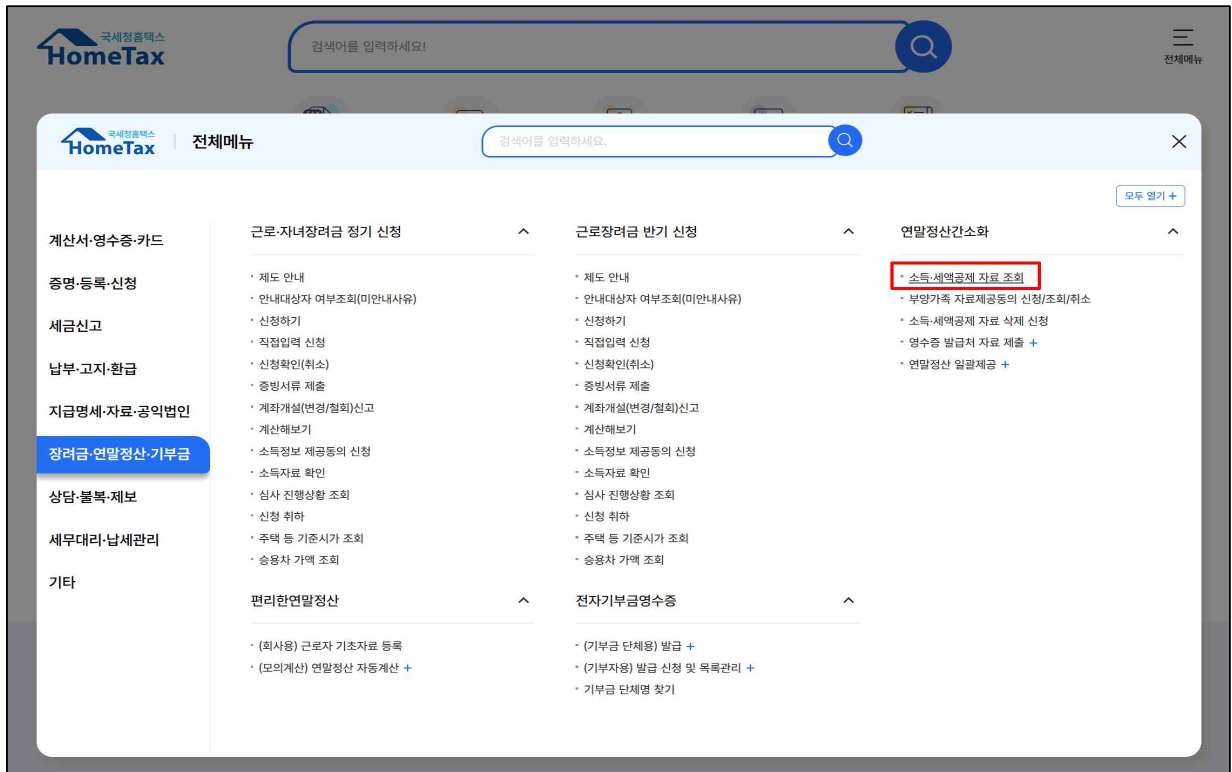 국세청홈택스
HomeTax
검색어를 입력하세요!
전체메뉴
국세청홈택스
HomeTax
전체메뉴
검색어를 입력하세요.
모두 열기 +
계산서·영수증·카드
증명·등록·신청
세금신고
납부·고지·환급
지급명세·자료·공익법인
장려금·연말정산·기부금
상담·불복·제보
세무대리·납세관리
기타
근로·자녀장려금 정기 신청
제도 안내
안내대상자 여부조회(미안내사유)
신청하기
직접입력 신청
신청확인(취소)
증빙서류 제출
계좌개설(변경/철회)신고
계산해보기
소득정보 제공동의 신청
소득자료 확인
심사 진행상황 조회
신청 취하
주택 등 기준시가 조회
승용차 가액 조회
근로장려금 반기 신청
제도 안내
안내대상자 여부조회(미안내사유)
신청하기
직접입력 신청
신청확인(취소)
증빙서류 제출
계좌개설(변경/철회)신고
계산해보기
소득정보 제공동의 신청
소득자료 확인
심사 진행상황 조회
신청 취하
주택 등 기준시가 조회
승용차 가액 조회
연말정산간소화
소득·세액공제 자료 조회
부양가족 자료제공동의 신청/조회/취소
소득·세액공제 자료 삭제 신청
영수증 발급처 자료 제출 +
연말정산 일괄제공 +
편리한연말정산
(회사용) 근로자 기초자료 등록
(모의계산) 연말정산 자동계산 +
전자기부금영수증
(기부금 단체용) 발급 +
(기부자용) 발급 신청 및 목록관리 +
기부금 단체명 찾기